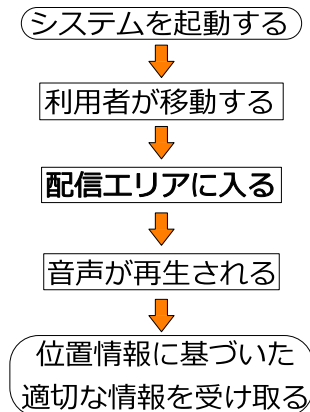 システムを起動する
利用者が移動する
配信エリアに入る
音声が再生される
位置情報に基づいた
適切な情報を受け取る